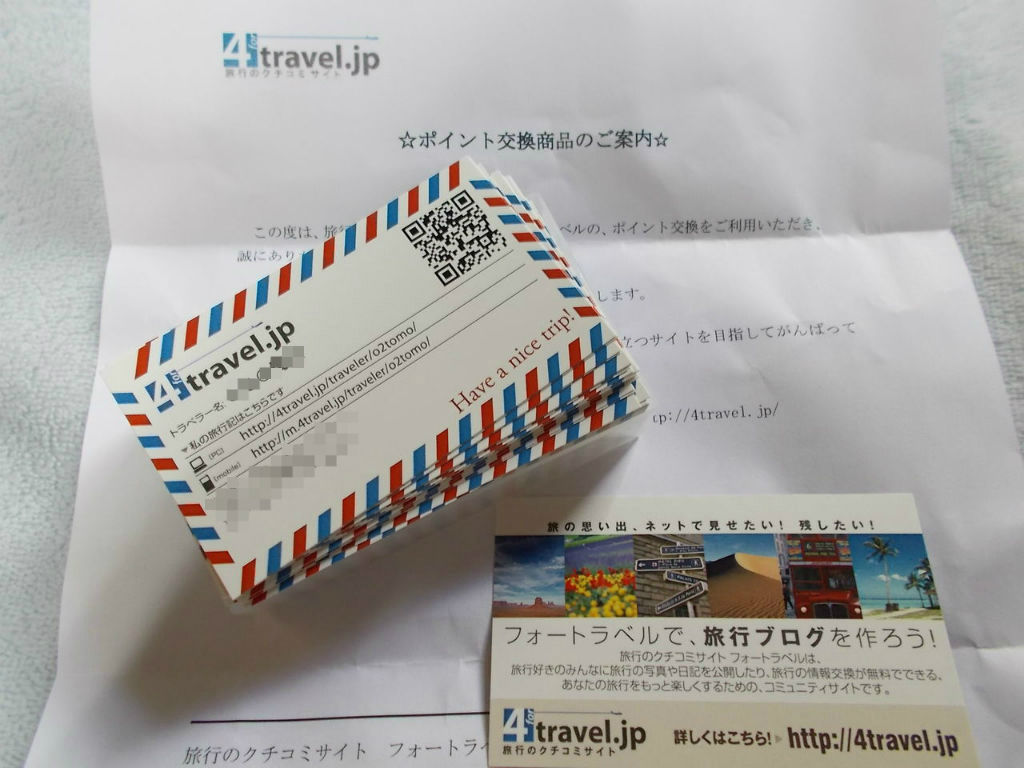 4 for travel.jp
旅行のクチコミサイト
☆ポイント交換商品のご案内☆
この度は、旅
ベルの、ポイント交換をご利用いただき、
誠にあり
します。
立つサイトを目指してがんばって
tp://4travel.jp/
4 for travel.jp
トラベラー名:
私の旅行記はこちらです
(PC) http://4travel.jp/traveler/o2tomo/
(mobile) http://m.4travel.jp/traveler/o2tomo/
Have a nice trip!
旅の思い出、ネットで見せたい! 残したい!
フォートラベルで、旅行ブログを作ろう!
旅行のクチコミサイト フォートラベルは、
旅行好きのみんなに旅行の写真や日記を公開したり、旅行の情報交換が無料でできる、
あなたの旅行をもっと楽しくするための、コミュニティサイトです。
4 for travel.jp
旅行のクチコミサイト
詳しくはこちら! http://4travel.jp
旅行のクチコミサイト フォートラ